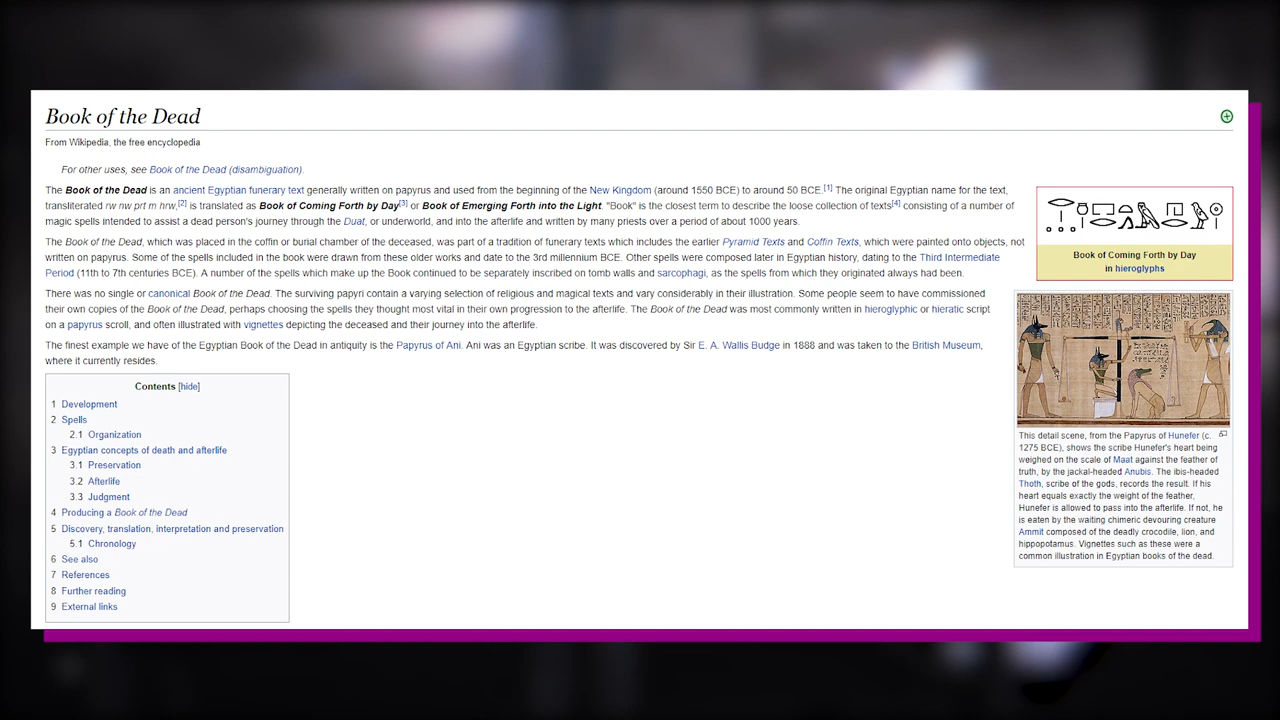 Book of the Dead
From Wikipedia, the free encyclopedia
For other uses, see Book of the Dead (disambiguation).
The Book of the Dead is an ancient Egyptian funerary text generally written on papyrus and used from the beginning of the New Kingdom (around 1550 BCE) to around 50 BCE.[1] The original Egyptian name for the text,
transliterated rw nw prt m hrw,[2] is translated as Book of Coming Forth by Day[3] or Book of Emerging Forth into the Light. "Book" is the closest term to describe the loose collection of texts[4] consisting of a number of
magic spells intended to assist a dead person's journey through the Duat, or underworld, and into the afterlife and written by many priests over a period of about 1000 years.
The Book of the Dead, which was placed in the coffin or burial chamber of the deceased, was part of a tradition of funerary texts which includes the earlier Pyramid Texts and Coffin Texts, which were painted onto objects, not
written on papyrus. Some of the spells included in the book were drawn from these older works and date to the 3rd millennium BCE. Other spells were composed later in Egyptian history, dating to the Third Intermediate
Period (11th to 7th centuries BCE). A number of the spells which make up the Book continued to be separately inscribed on tomb walls and sarcophagi, as the spells from which they originated always had been.
There was no single or canonical Book of the Dead. The surviving papyri contain a varying selection of religious and magical texts and vary considerably in their illustration. Some people seem to have commissioned
their own copies of the Book of the Dead, perhaps choosing the spells they thought most vital in their own progression to the afterlife. The Book of the Dead was most commonly written in hieroglyphic or hieratic script
on a papyrus scroll, and often illustrated with vignettes depicting the deceased and their journey into the afterlife.
The finest example we have of the Egyptian Book of the Dead in antiquity is the Papyrus of Ani. Ani was an Egyptian scribe. It was discovered by Sir E. A. Wallis Budge in 1888 and was taken to the British Museum,
where it currently resides.
Contents [hide]
1 Development
2 Spells
2.1 Organization
3 Egyptian concepts of death and afterlife
3.1 Preservation
3.2 Afterlife
3.3 Judgment
4 Producing a Book of the Dead
5 Discovery, translation, interpretation and preservation
5.1 Chronology
6 See also
7 References
8 Further reading
9 External links
Book of Coming Forth by Day
in hieroglyphs
This detail scene, from the Papyrus of Hunefer (c.
1275 BCE), shows the scribe Hunefer's heart being
weighed on the scale of Maat against the feather of
truth, by the jackal-headed Anubis. The ibis-headed
Thoth, scribe of the gods, records the result. If his
heart equals exactly the weight of the feather,
Hunefer is allowed to pass into the afterlife. If not, he
is eaten by the waiting chimeric devouring creature
Ammit composed of the deadly crocodile, lion, and
hippopotamus. Vignettes such as these were a
common illustration in Egyptian books of the dead.